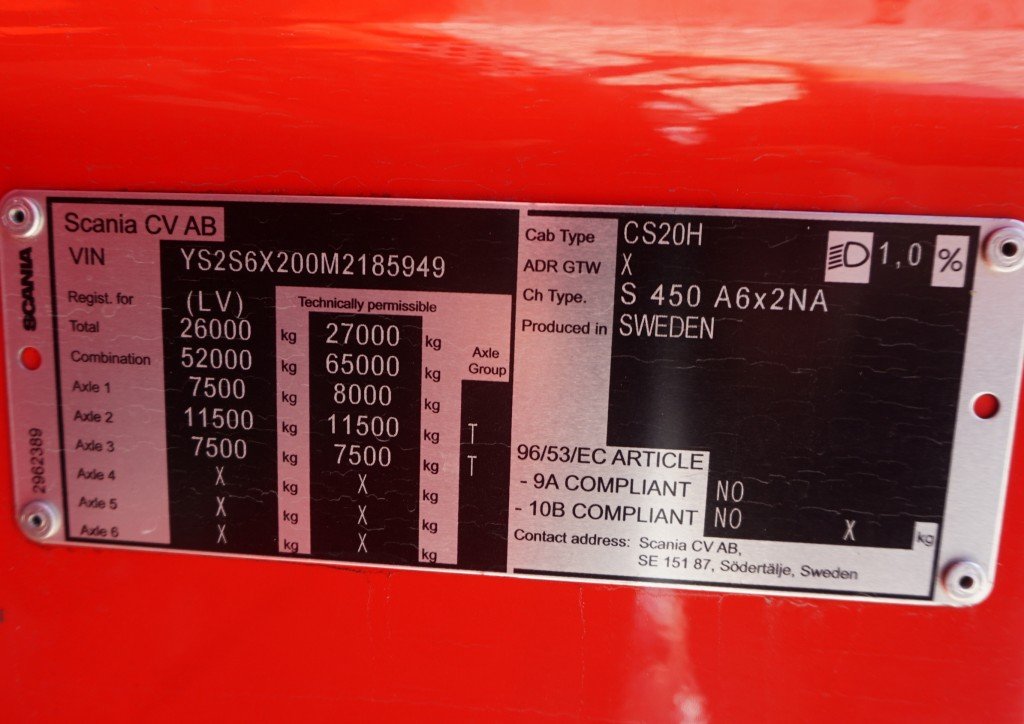 SCANIA
2962389
Scania CV AB
VIN YS2S6X200M2185949
Regist. for (LV) Technically permissible
Total 26000 kg 27000 kg
Combination 52000 kg 65000 kg Axle Group
Axle 1 7500 kg 8000 kg
Axle 2 11500 kg 11500 kg T
Axle 3 7500 kg 7500 kg T
Axle 4 X kg X kg
Axle 5 X kg X kg
Axle 6 X kg X kg
Cab Type CS20H 1,0 %
ADR GTW X
Ch Type. S 450 A6x2NA
Produced in SWEDEN
96/53/EC ARTICLE
- 9A COMPLIANT NO
- 10B COMPLIANT NO X kg
Contact address: Scania CV AB,
SE 151 87, Södertälje, Sweden